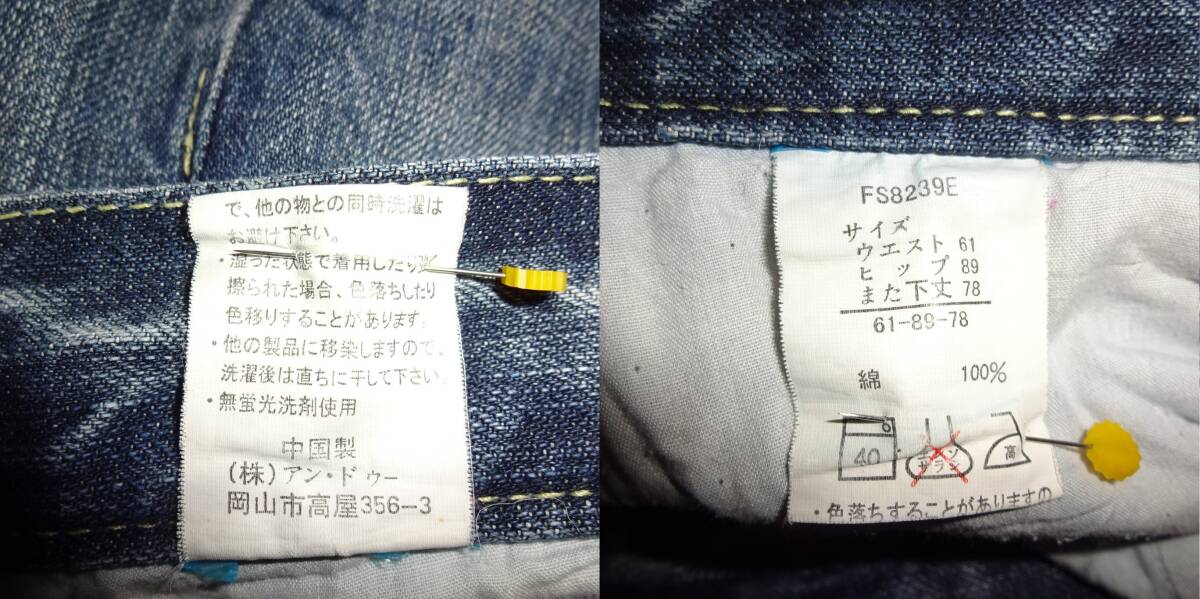 で、他の物との同時洗濯は
お避け下さい。
・湿った状態で着用したり
擦られた場合、色落ちしたり
色移りすることがあります。
・他の製品に移染しますので、
洗濯後は直ちに干して下さい。
・無蛍光洗剤使用
中国製
(株)アン・ドゥー
岡山市高屋356-3
FS8239E
サイズ
ウエスト 61
ヒップ 89
また下丈 78
61-89-78
綿 100%
40
エンソ
サラシ
高
・色落ちすることがありますの